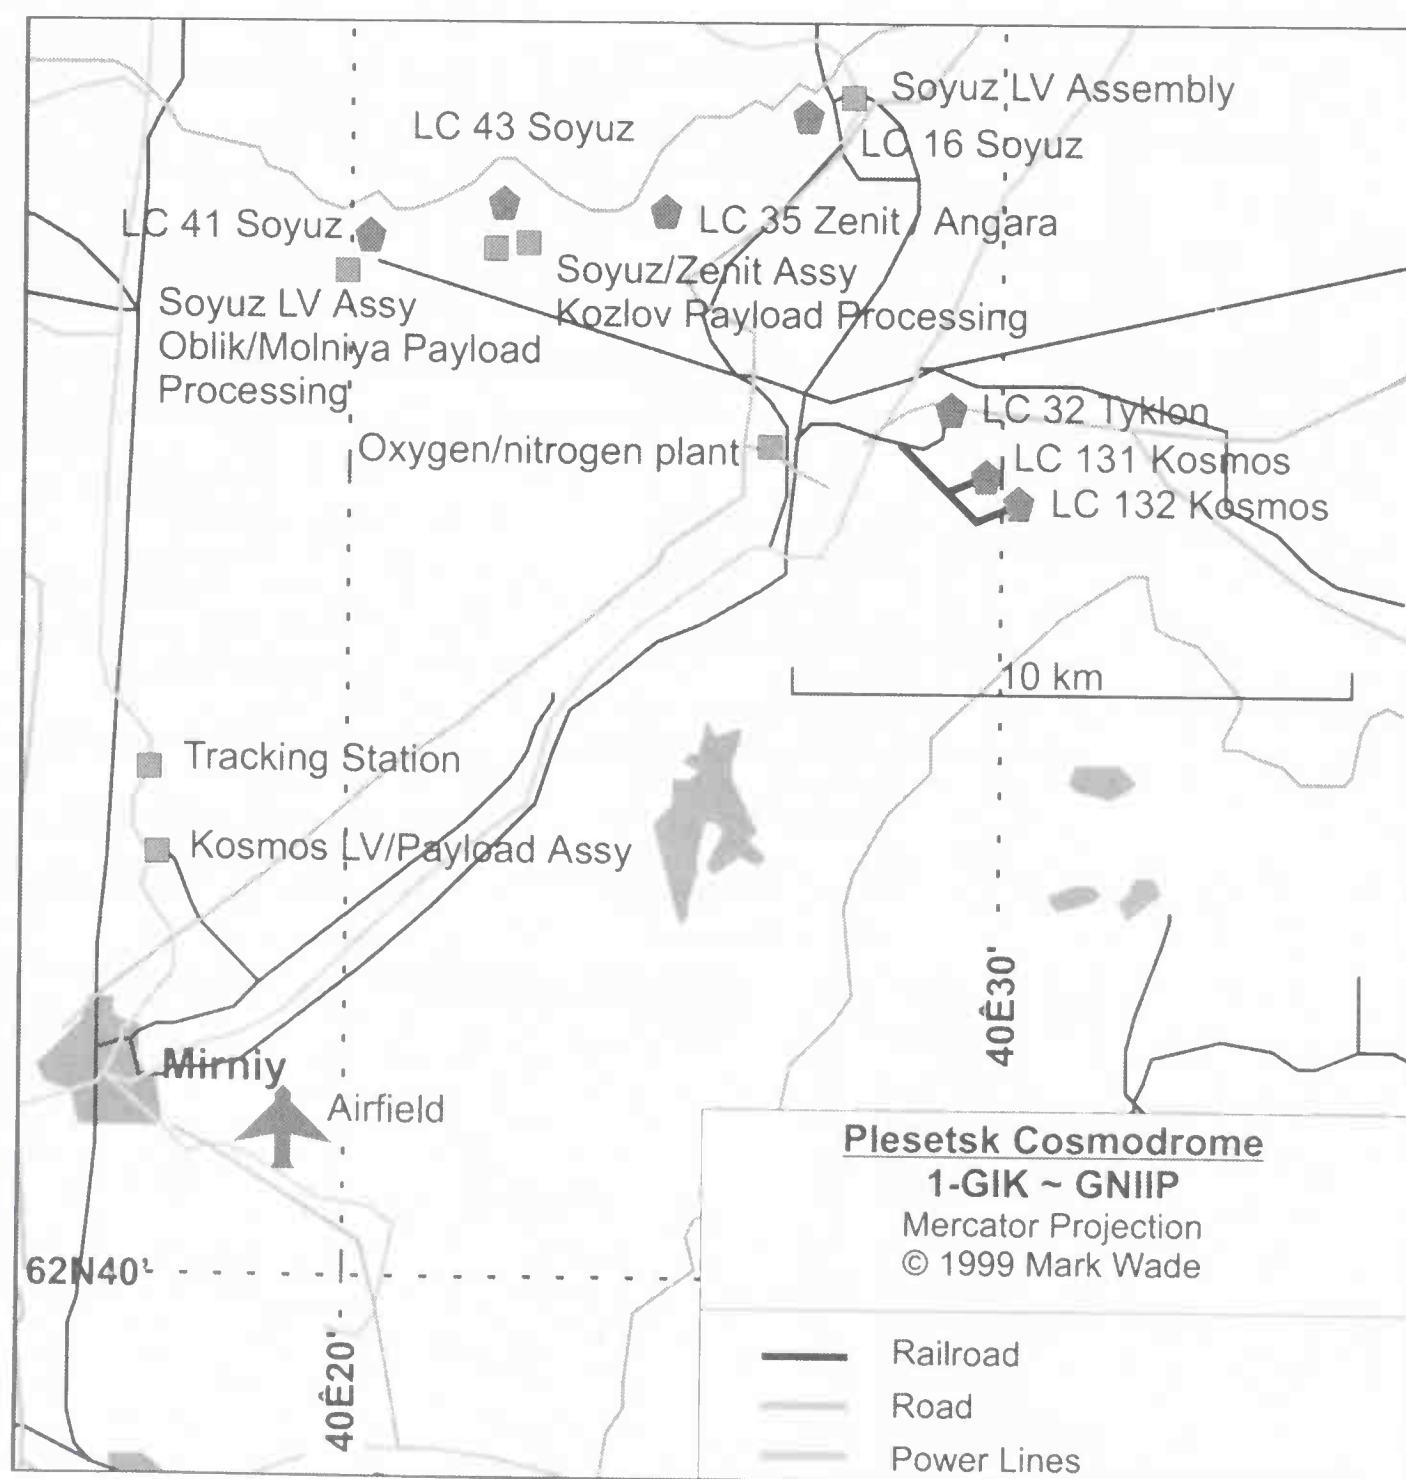 Soyuz LV Assembly
LC 43 Soyuz
LC 16 Soyuz
LC 41 Soyuz
LC 35 Zenit / Angara
Soyuz/Zenit Assy
Kozlov Payload Processing
Soyuz LV Assy
Oblik/Molniya Payload
Processing
LC 32 Tyklon
Oxygen/nitrogen plant
LC 131 Kosmos
LC 132 Kosmos
10 km
Tracking Station
Kosmos LV/Payload Assy
40Ê30'
Mirniy
Airfield
Plesetsk Cosmodrome
1-GIK ~ GNIIP
Mercator Projection
© 1999 Mark Wade
62N40'
40Ê20'
Railroad
Road
Power Lines